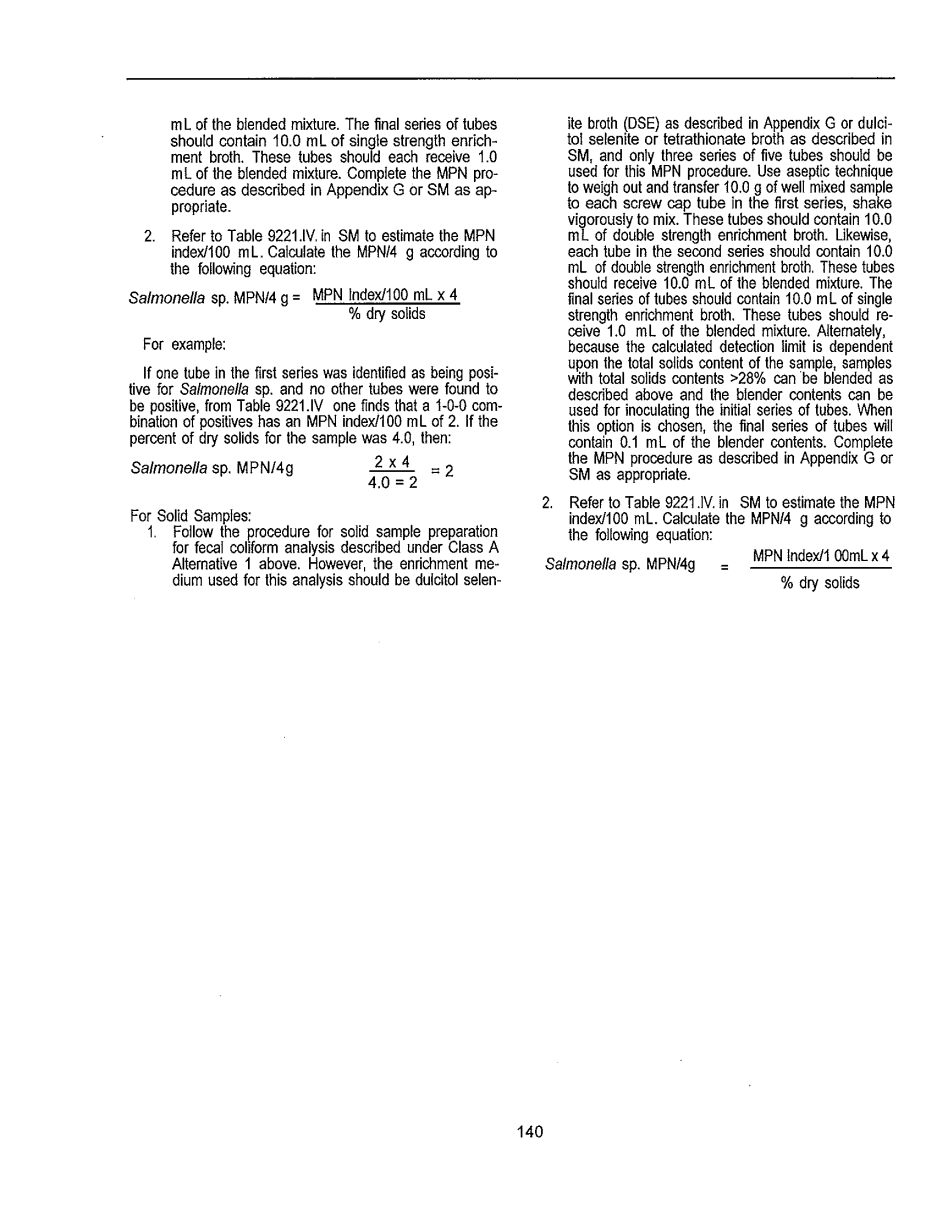 mL of the blended mixture. The final series of tubes
should contain 10.0 mL of single strength enrich-
ment broth. These tubes should each receive 1.0
mL of the blended mixture. Complete the MPN pro-
cedure as described in Appendix G or SM as ap-
propriate.
2. Refer to Table 9221.IV. in SM to estimate the MPN
index/100 mL. Calculate the MPN/4 g according to
the following equation:
Salmonella sp. MPN/4 g = MPN Index/100 mL x 4
% dry solids
For example:
If one tube in the first series was identified as being posi-
tive for Salmonella sp. and no other tubes were found to
be positive, from Table 9221.IV one finds that a 1-0-0 com-
bination of positives has an MPN index/100 mL of 2. If the
percent of dry solids for the sample was 4.0, then:
Salmonella sp. MPN/4g 2 x 4 = 2
4.0 = 2
For Solid Samples:
1. Follow the procedure for solid sample preparation
for fecal coliform analysis described under Class A
Alternative 1 above. However, the enrichment me-
dium used for this analysis should be dulcitol selen-
ite broth (DSE) as described in Appendix G or dulci-
tol selenite or tetrathionate broth as described in
SM, and only three series of five tubes should be
used for this MPN procedure. Use aseptic technique
to weigh out and transfer 10.0 g of well mixed sample
to each screw cap tube in the first series, shake
vigorously to mix. These tubes should contain 10.0
mL of double strength enrichment broth. Likewise,
each tube in the second series should contain 10.0
mL of double strength enrichment broth. These tubes
should receive 10.0 mL of the blended mixture. The
final series of tubes should contain 10.0 mL of single
strength enrichment broth. These tubes should re-
ceive 1.0 mL of the blended mixture. Alternately,
because the calculated detection limit is dependent
upon the total solids content of the sample, samples
with total solids contents >28% can be blended as
described above and the blender contents can be
used for inoculating the initial series of tubes. When
this option is chosen, the final series of tubes will
contain 0.1 mL of the blender contents. Complete
the MPN procedure as described in Appendix G or
SM as appropriate.
2. Refer to Table 9221.IV. in SM to estimate the MPN
index/100 mL. Calculate the MPN/4 g according to
the following equation:
Salmonella sp. MPN/4g = MPN Index/1 00mL x 4
% dry solids
140